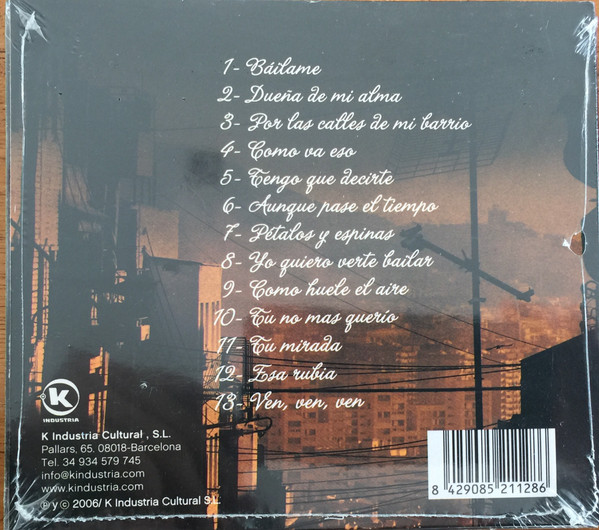 1- Báilame
2- Dueña de mi alma
3- Por las calles de mi barrio
4- Como va eso
5- Tengo que decirte
6- Aunque pase el tiempo
7- Pétalos y espinas
8- Yo quiero verte bailar
9- Como huele el aire
10- Tu no mas querío
11- Tu mirada
12- Esa rubia
13- Ven, ven, ven
K
INDUSTRIA
K Industria Cultural , S.L.
Pallars, 65. 08018-Barcelona
Tel. 34 934 579 745
info@kindustria.com
www.kindustria.com
℗ y © 2006/ K Industria Cultural S.L.
8 429085 211286